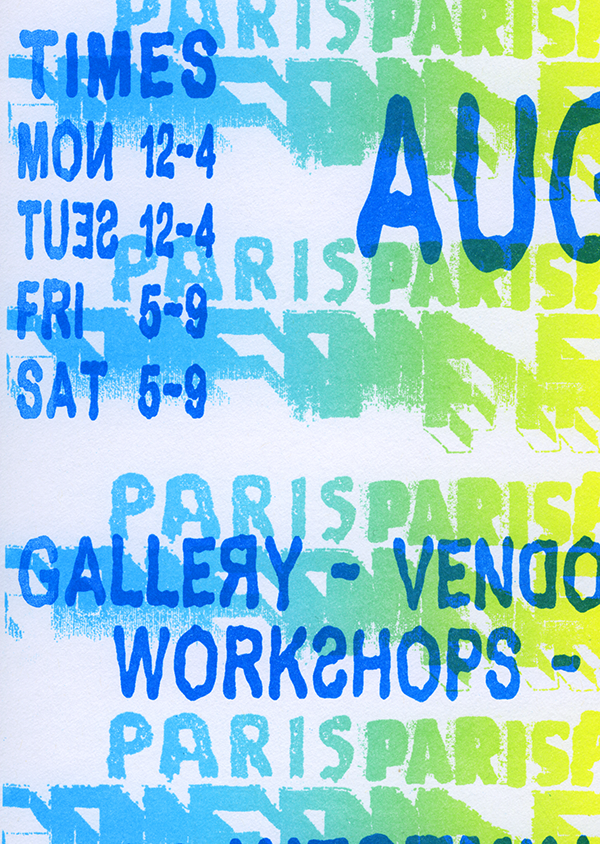 PARIS PARIS
TIMES
AUG
MON 12-4
TUES 12-4
PARIS PARIS
FRI 5-9
SAT 5-9
PARIS PARIS
GALLERY - VENDO
WORKSHOPS -
PARIS PARIS